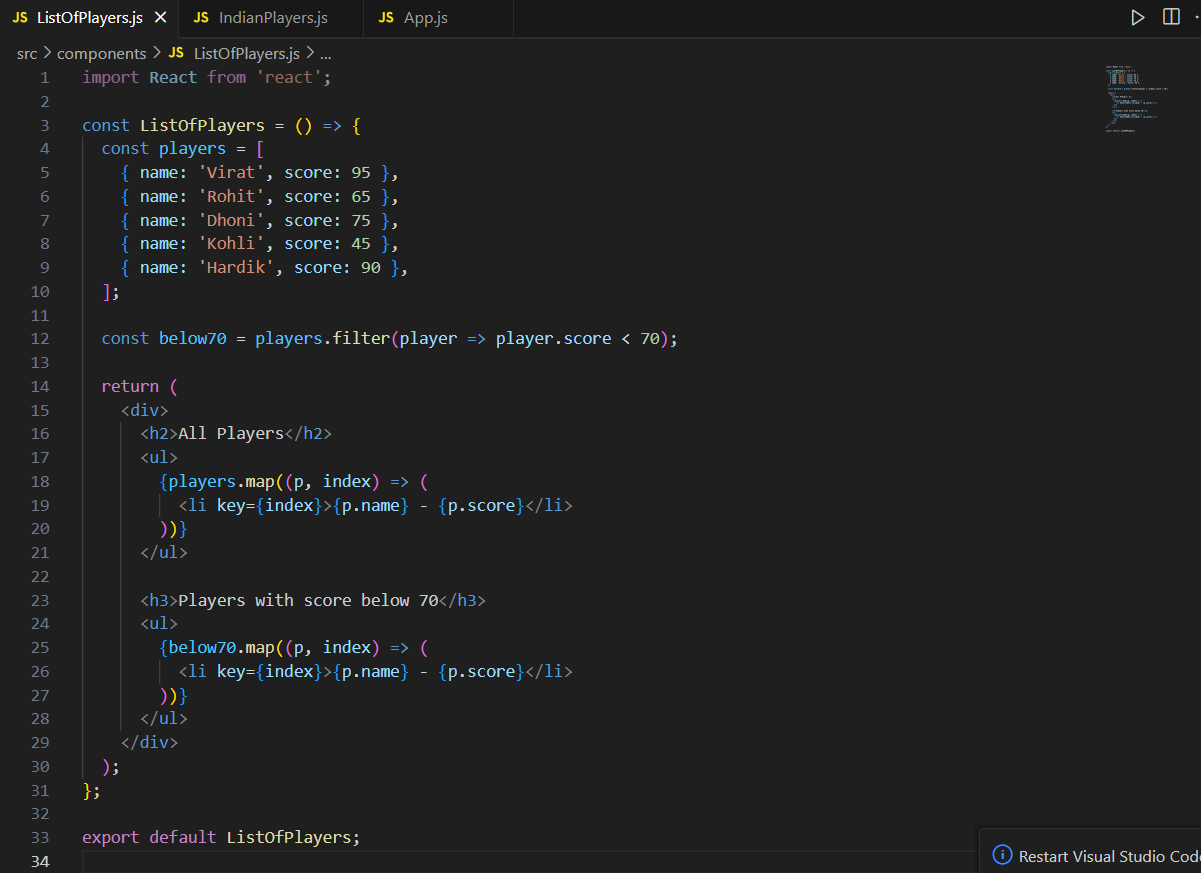 JS ListOfPlayers.js JS IndianPlayers.js JS App.js
src > components > JS ListOfPlayers.js > ...
1 import React from 'react';
2
3 const ListOfPlayers = () => {
4   const players = [
5     { name: 'Virat', score: 95 },
6     { name: 'Rohit', score: 65 },
7     { name: 'Dhoni', score: 75 },
8     { name: 'Kohli', score: 45 },
9     { name: 'Hardik', score: 90 },
10   ];
11
12   const below70 = players.filter(player => player.score < 70);
13
14   return (
15     <div>
16       <h2>All Players</h2>
17       <ul>
18         {players.map((p, index) => (
19           <li key={index}>{p.name} - {p.score}</li>
20         ))}
21       </ul>
22
23       <h3>Players with score below 70</h3>
24       <ul>
25         {below70.map((p, index) => (
26           <li key={index}>{p.name} - {p.score}</li>
27         ))}
28       </ul>
29     </div>
30   );
31 };
32
33 export default ListOfPlayers;
34
Restart Visual Studio Cod